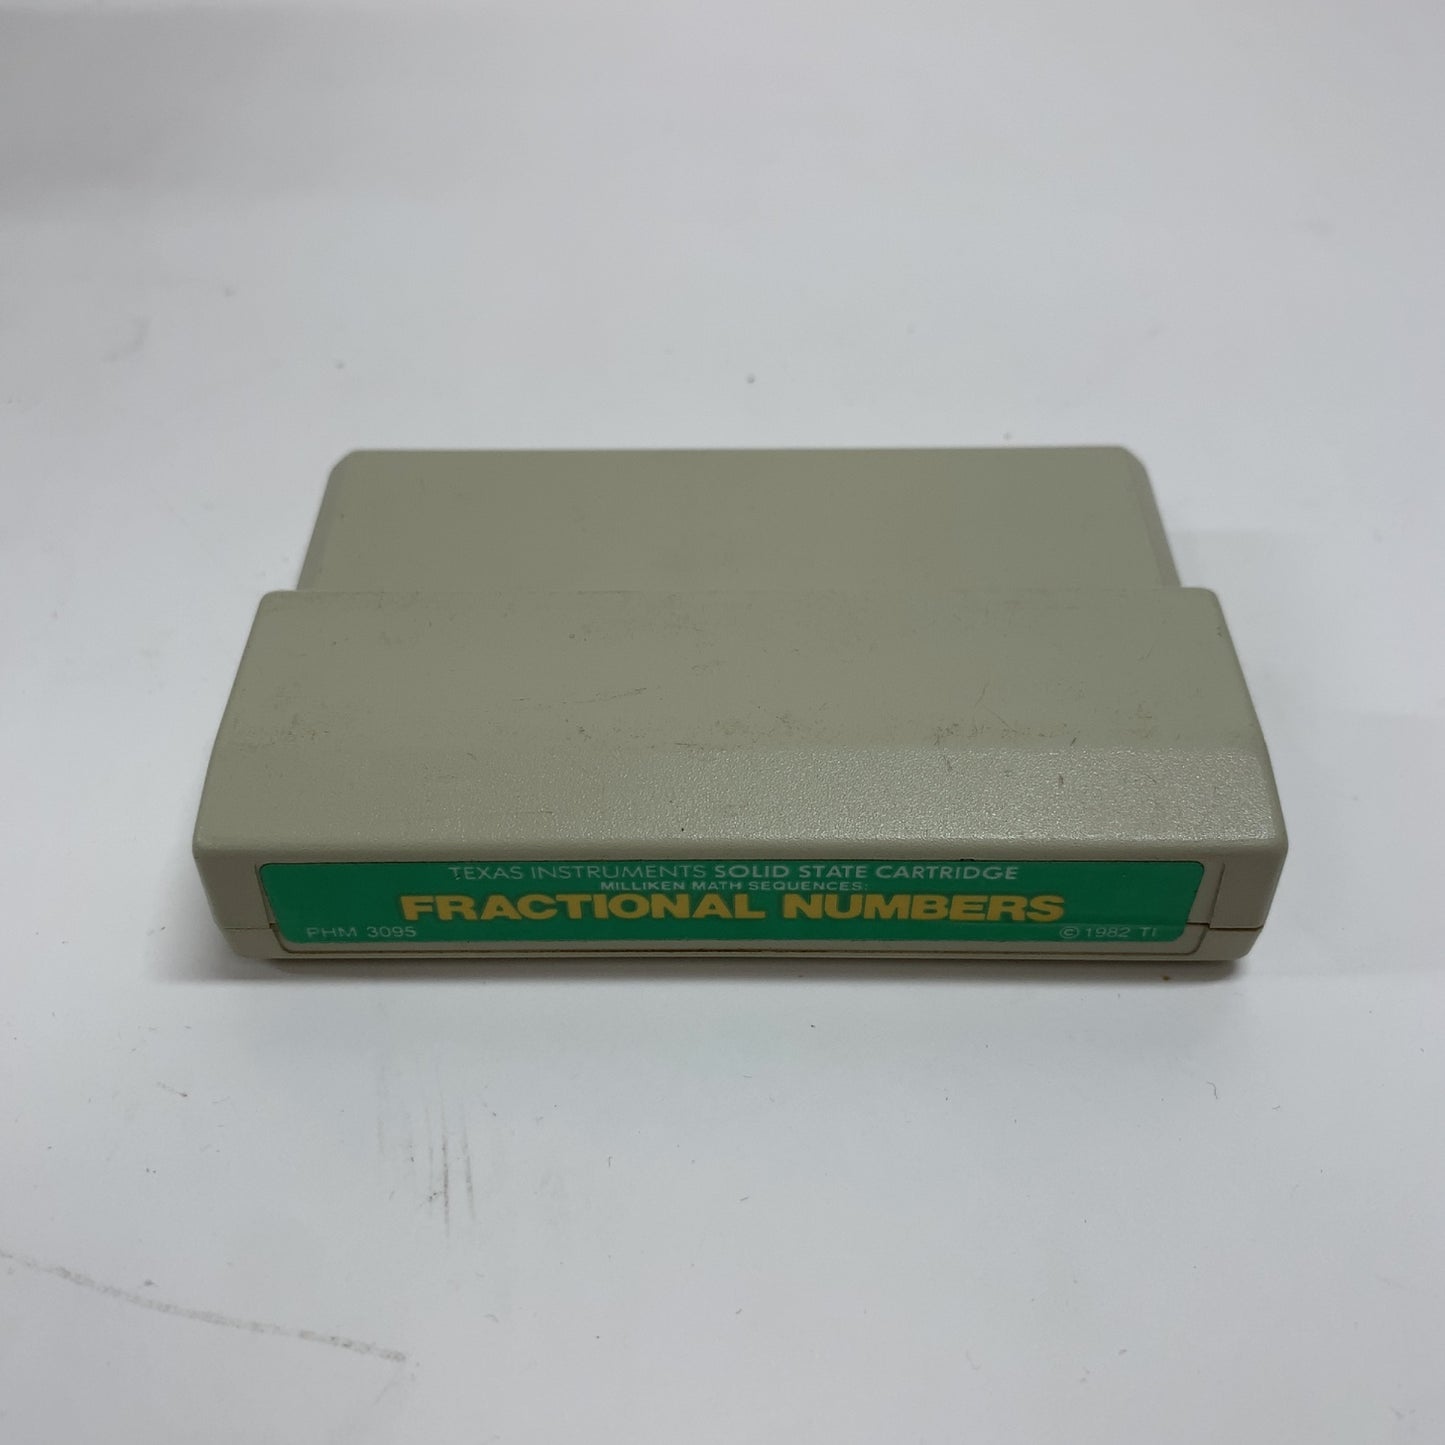 TEXAS INSTRUMENTS SOLID STATE CARTRIDGE
MILLIKEN MATH SEQUENCES:
FRACTIONAL NUMBERS
PHM 3095
© 1982 TI